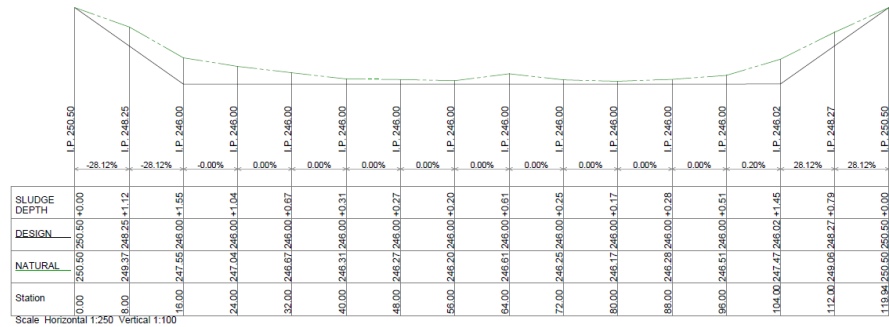 I.P. 250.50 I.P. 248.25 I.P. 246.00 I.P. 246.00 I.P. 246.00 I.P. 246.00 I.P. 246.00 I.P. 246.00 I.P. 246.00 I.P. 246.00 I.P. 246.00 I.P. 246.00 I.P. 246.00 I.P. 246.02 I.P. 248.27 I.P. 250.50
-28.12% -28.12% -0.00% 0.00% 0.00% 0.00% 0.00% 0.00% 0.00% 0.00% 0.00% 0.00% 0.20% 28.12% 28.12%
SLUDGE DEPTH +0.00 +1.12 +1.55 +1.04 +0.67 +0.31 +0.27 +0.20 +0.61 +0.25 +0.17 +0.28 +0.51 +1.45 +0.79 +0.00
DESIGN 250.50 248.25 246.00 246.00 246.00 246.00 246.00 246.00 246.00 246.00 246.00 246.00 246.00 246.02 248.27 250.50
NATURAL 250.50 249.37 247.55 247.04 246.67 246.31 246.27 246.20 246.61 246.25 246.17 246.28 246.51 247.47 249.06 250.50
Station 0.00 8.00 16.00 24.00 32.00 40.00 48.00 56.00 64.00 72.00 80.00 88.00 96.00 104.00 112.00 119.94
Scale Horizontal 1:250 Vertical 1:100